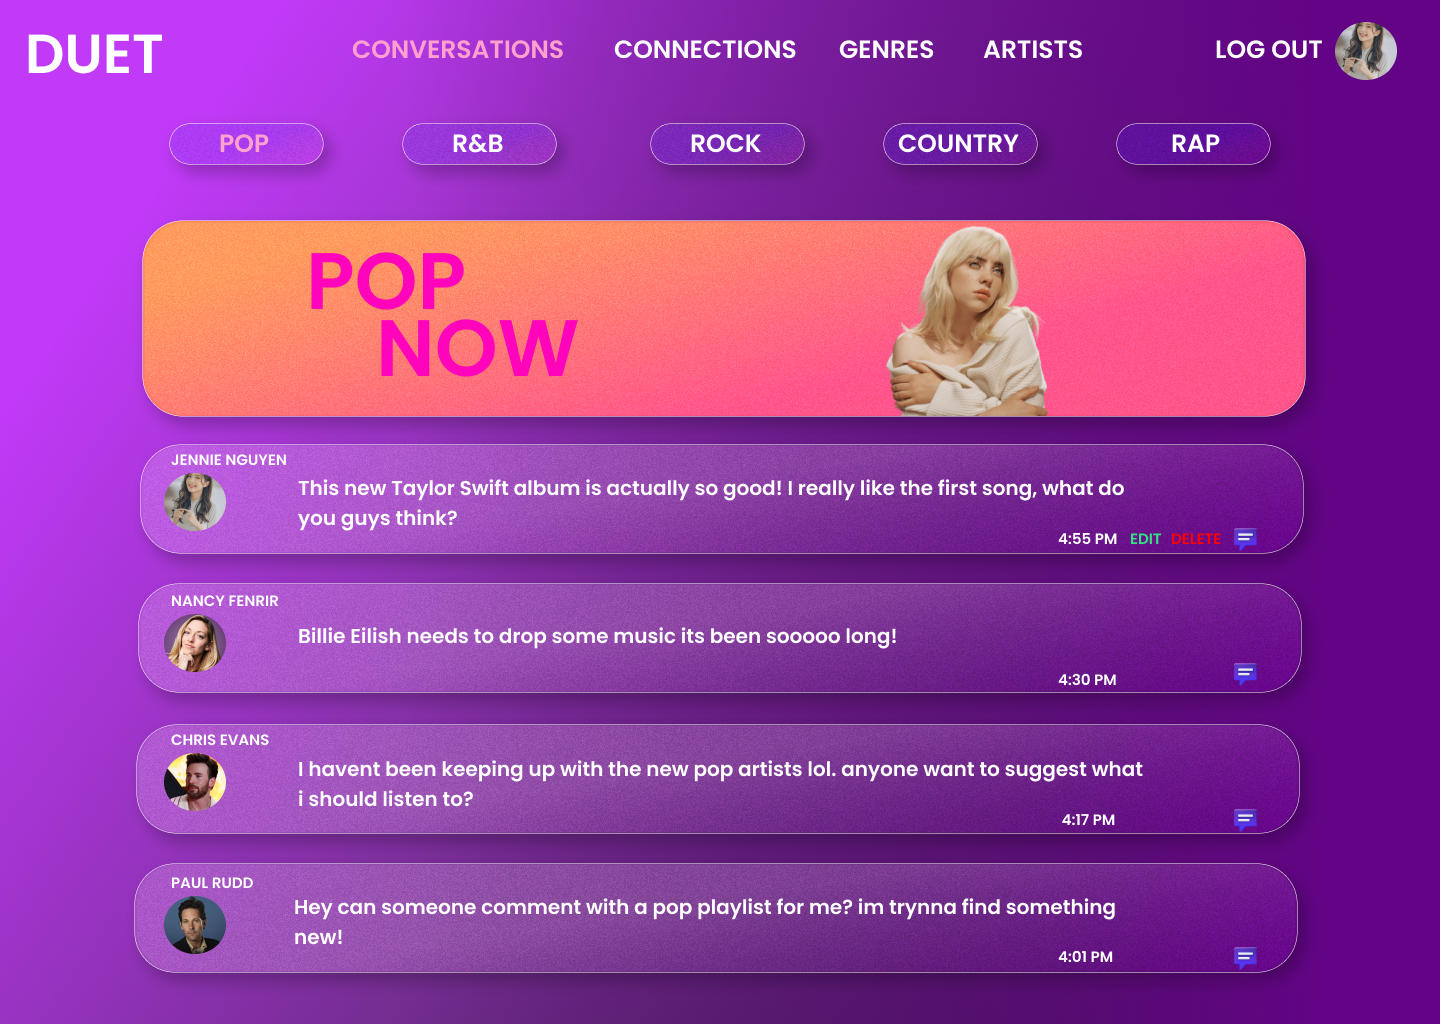 DUET
CONVERSATIONS
CONNECTIONS
GENRES
ARTISTS
LOG OUT
POP
R&B
ROCK
COUNTRY
RAP
POP
NOW
JENNIE NGUYEN
This new Taylor Swift album is actually so good! I really like the first song, what do
you guys think?
4:55 PM EDIT DELETE
NANCY FENRIR
Billie Eilish needs to drop some music its been sooooo long!
4:30 PM
CHRIS EVANS
I havent been keeping up with the new pop artists lol. anyone want to suggest what
i should listen to?
4:17 PM
PAUL RUDD
Hey can someone comment with a pop playlist for me? im trynna find something
new!
4:01 PM